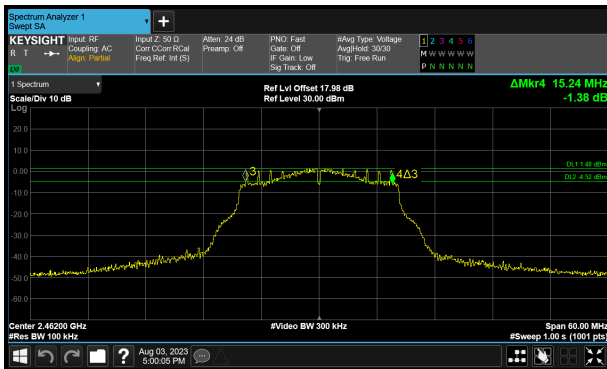 Spectrum Analyzer 1
Swept SA
+
KEYSIGHT
R T
Input: RF
Coupling: AC
Align: Partial
Input Z: 50 Ω
Corr CCorr RCal
Freq Ref: Int (S)
Atten: 24 dB
Preamp: Off
PNO: Fast
Gate: Off
IF Gain: Low
Sig Track: Off
#Avg Type: Voltage
Avg|Hold: 30/30
Trig: Free Run
1 2 3 4 5 6
M W W W W W
P N N N N N
1 Spectrum
Scale/Div 10 dB
Log
Ref Lvl Offset 17.98 dB
Ref Level 30.00 dBm
ΔMkr4 15.24 MHz
-1.38 dB
20.0
10.0
0.00
-10.0
-20.0
-30.0
-40.0
-50.0
-60.0
3
4Δ3
DL1 1.48 dBm
DL2 -4.52 dBm
Center 2.46200 GHz
#Video BW 300 kHz
Span 60.00 MHz
#Res BW 100 kHz
#Sweep 1.00 s (1001 pts)
?
Aug 03, 2023
5:00:05 PM